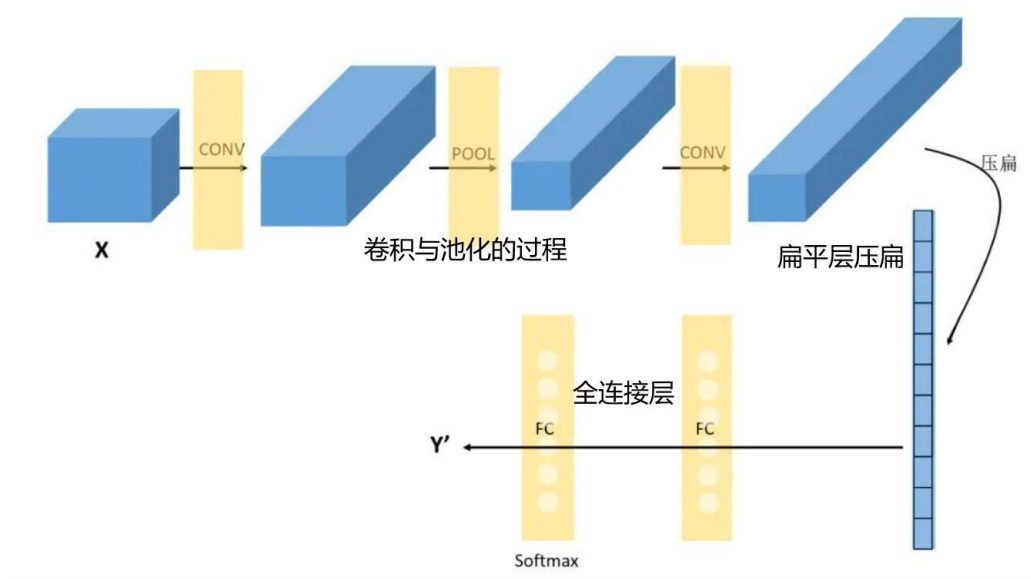 CONV
POOL
CONV
压扁
X
卷积与池化的过程
扁平层压扁
全连接层
FC
FC
Y’
Softmax